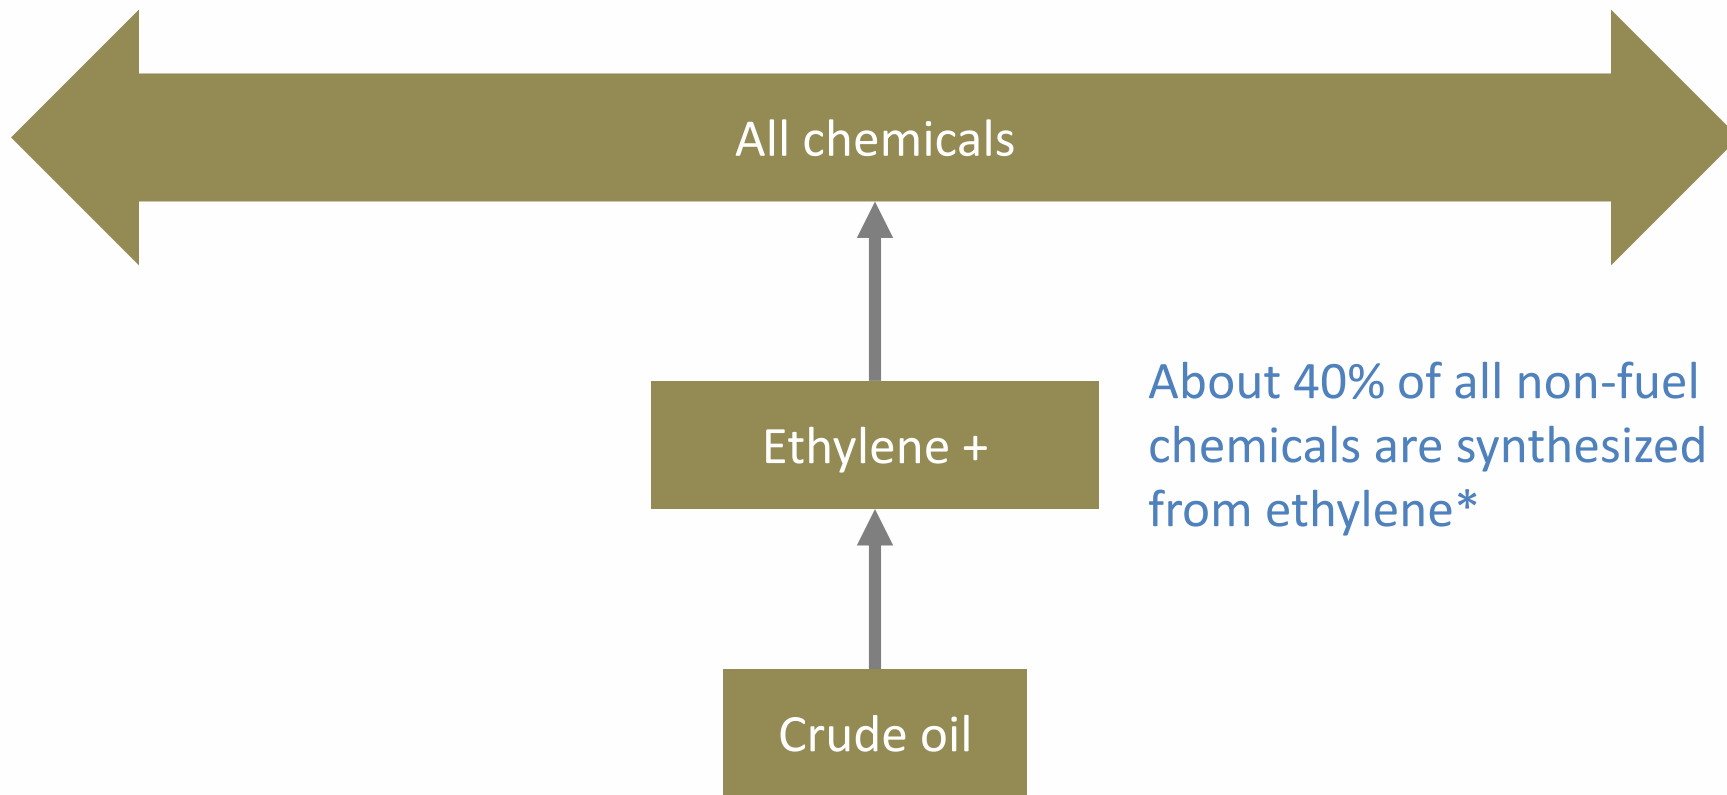 All chemicals
Ethylene +
About 40% of all non-fuel
chemicals are synthesized
from ethylene*
Crude oil